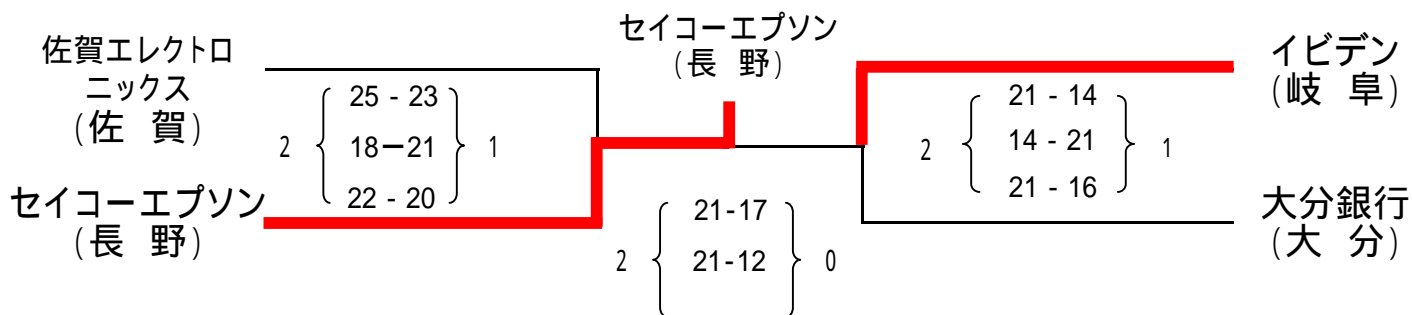 佐賀エレクトロ
ニックス
(佐 賀)
2 25 - 23 1
18ー21
22 - 20
セイコーエプソン
(長 野)
セイコーエプソン
(長 野)
2 21-17 0
21-12
イビデン
(岐 阜)
2 21 - 14 1
14 - 21
21 - 16
大分銀行
(大 分)